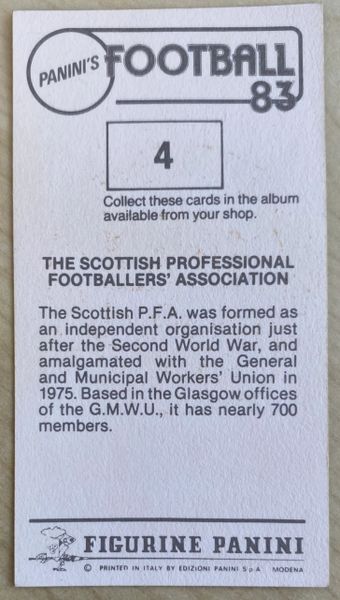 PANINI'S FOOTBALL
83
4
Collect these cards in the album
available from your shop.
THE SCOTTISH PROFESSIONAL
FOOTBALLERS' ASSOCIATION
The Scottish P.F.A. was formed as
an independent organisation just
after the Second World War, and
amalgamated with the General
and Municipal Workers' Union in
1975. Based in the Glasgow offices
of the G.M.W.U., it has nearly 700
members.
FIGURINE PANINI
© PRINTED IN ITALY BY EDIZIONI PANINI S.p.A. MODENA